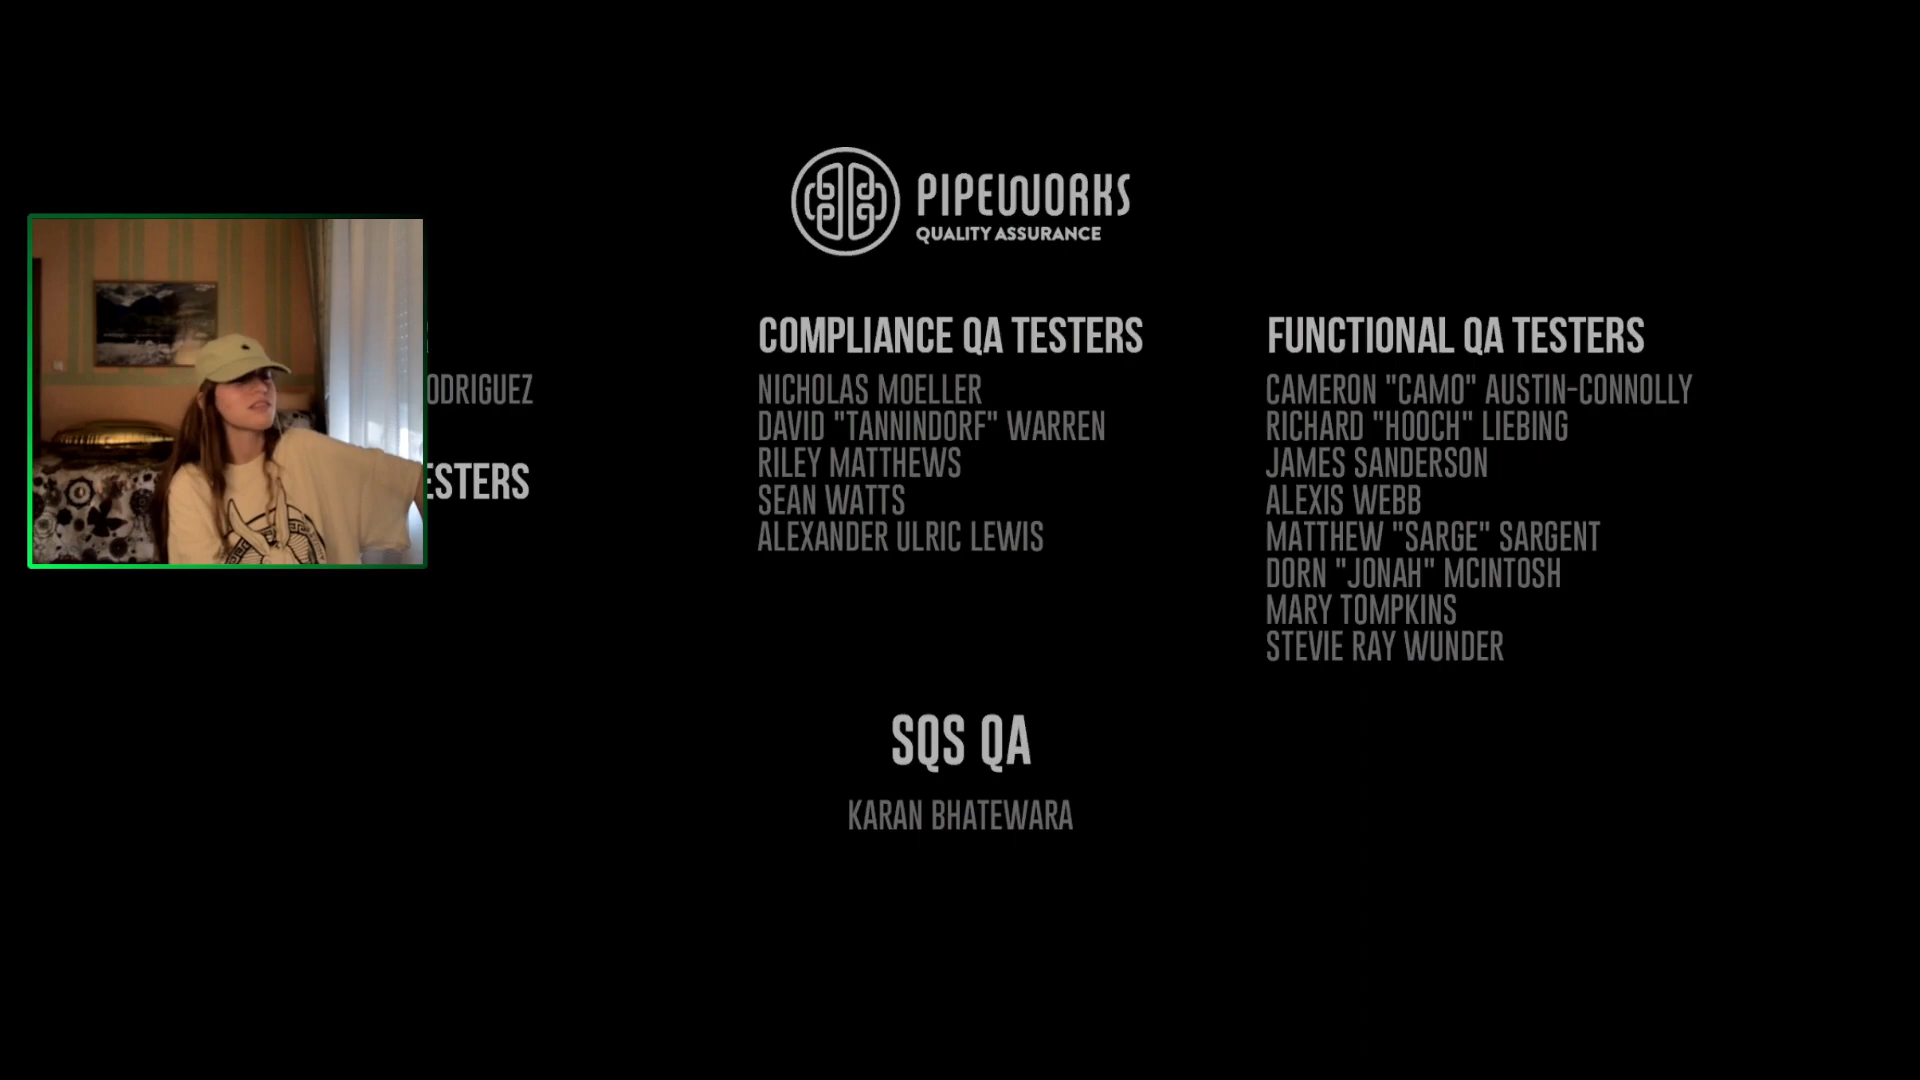 PIPEWORKS
QUALITY ASSURANCE
COMPLIANCE QA TESTERS
NICHOLAS MOELLER
DAVID "TANNINDORF" WARREN
RILEY MATTHEWS
SEAN WATTS
ALEXANDER ULRIC LEWIS
FUNCTIONAL QA TESTERS
CAMERON "CAMO" AUSTIN-CONNOLLY
RICHARD "HOOCH" LIEBING
JAMES SANDERSON
ALEXIS WEBB
MATTHEW "SARGE" SARGENT
DORN "JONAH" MCINTOSH
MARY TOMPKINS
STEVIE RAY WUNDER
SQS QA
KARAN BHATEWARA